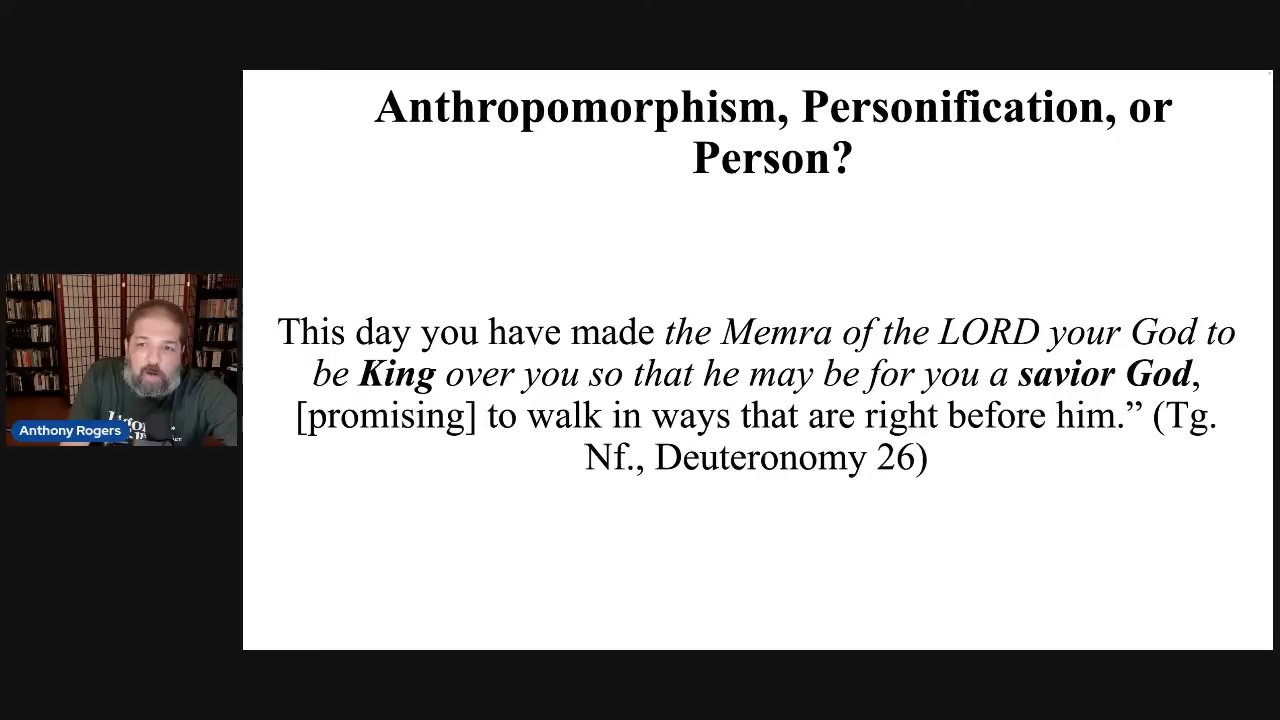 Anthropomorphism, Personification, or
Person?
This day you have made the Memra of the LORD your God to
be King over you so that he may be for you a savior God,
[promising] to walk in ways that are right before him.” (Tg.
Nf., Deuteronomy 26)
Anthony Rogers